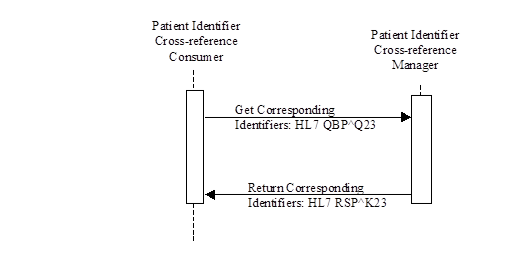 Patient Identifier
Cross-reference
Consumer
Patient Identifier
Cross-reference
Manager
Get Corresponding
Identifiers: HL7 QBP^Q23
Return Corresponding
Identifiers: HL7 RSP^K23